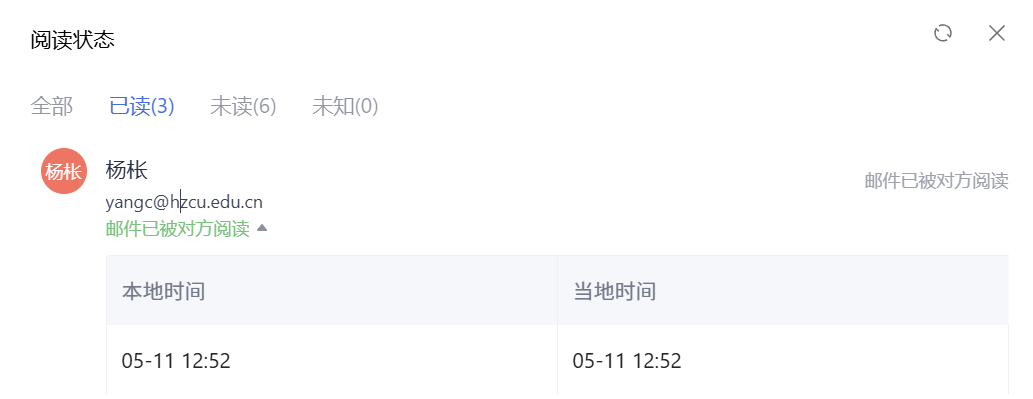 阅读状态
全部 已读(3) 未读(6) 未知(0)
杨枨 杨枨
yangc@hzcu.edu.cn
邮件已被对方阅读
邮件已被对方阅读
本地时间 当地时间
05-11 12:52 05-11 12:52